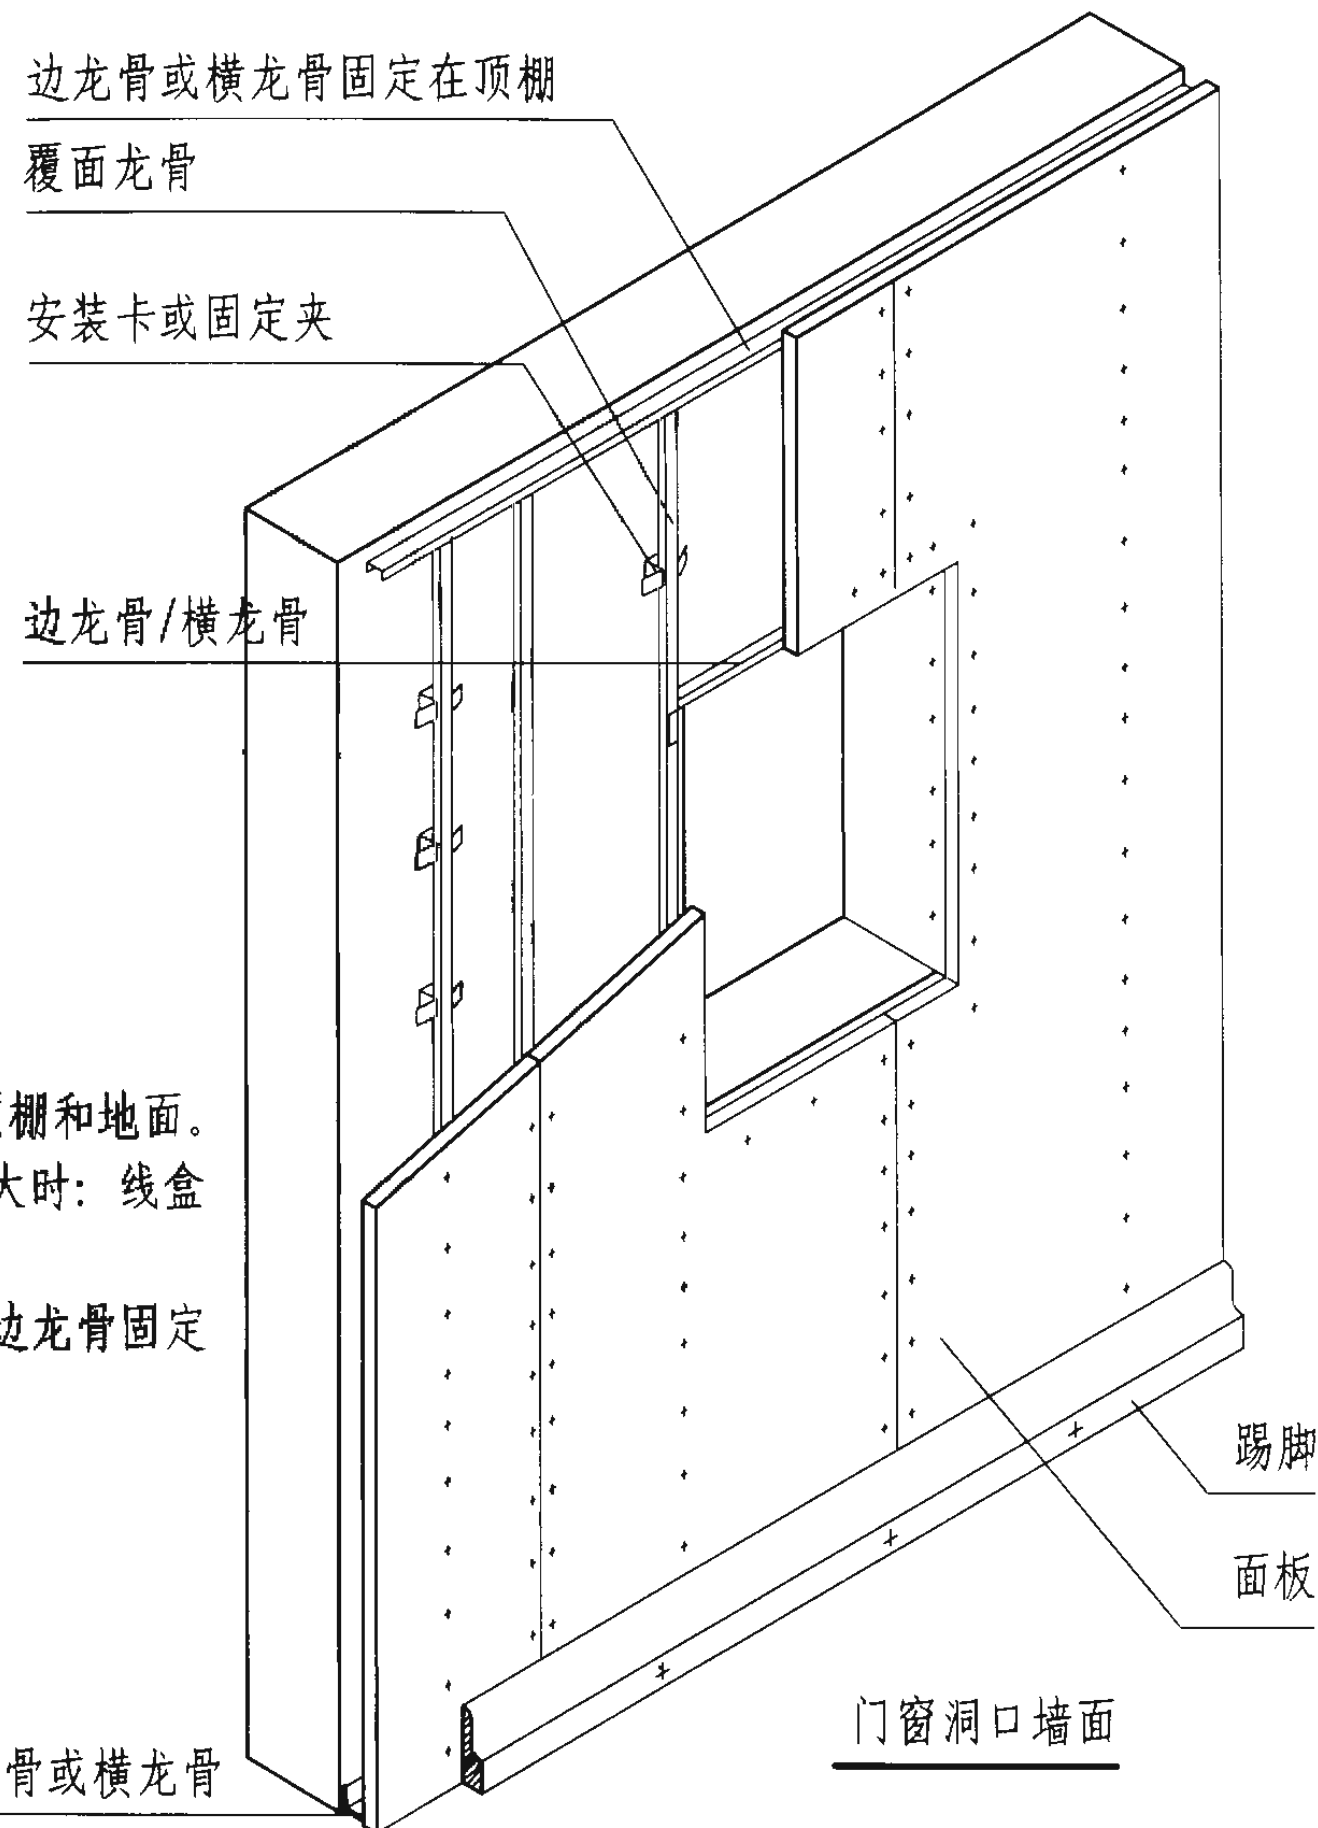 边龙骨或横龙骨固定在顶棚
覆面龙骨
安装卡或固定夹
边龙骨/横龙骨
棚和地面。
大时: 线盒
边龙骨固定
踢脚
面板
门窗洞口墙面
骨或横龙骨